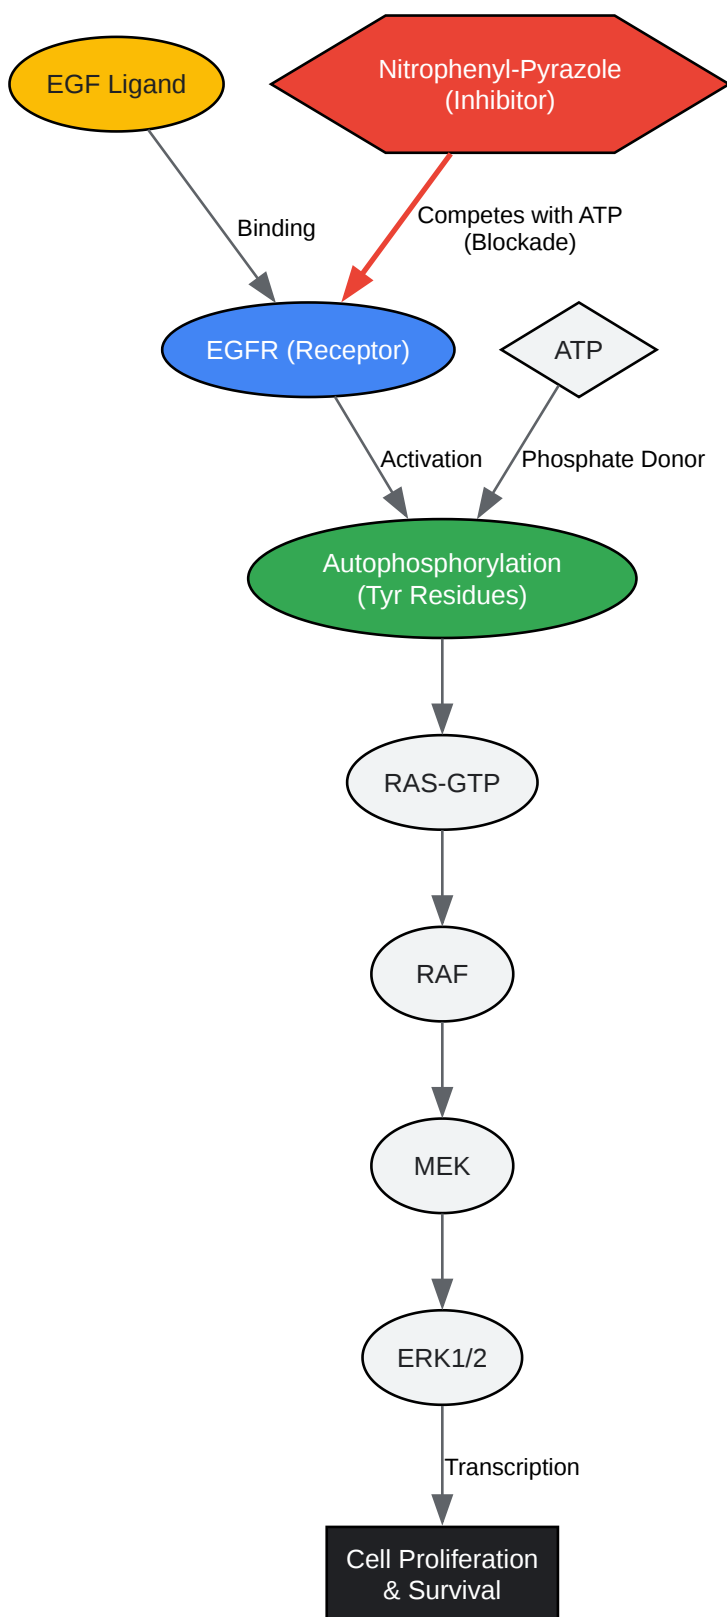 EGF Ligand
Nitrophenyl-Pyrazole
(Inhibitor)
Binding
Competes with ATP
(Blockade)
EGFR (Receptor)
ATP
Activation
Phosphate Donor
Autophosphorylation
(Tyr Residues)
RAS-GTP
RAF
MEK
ERK1/2
Transcription
Cell Proliferation
& Survival